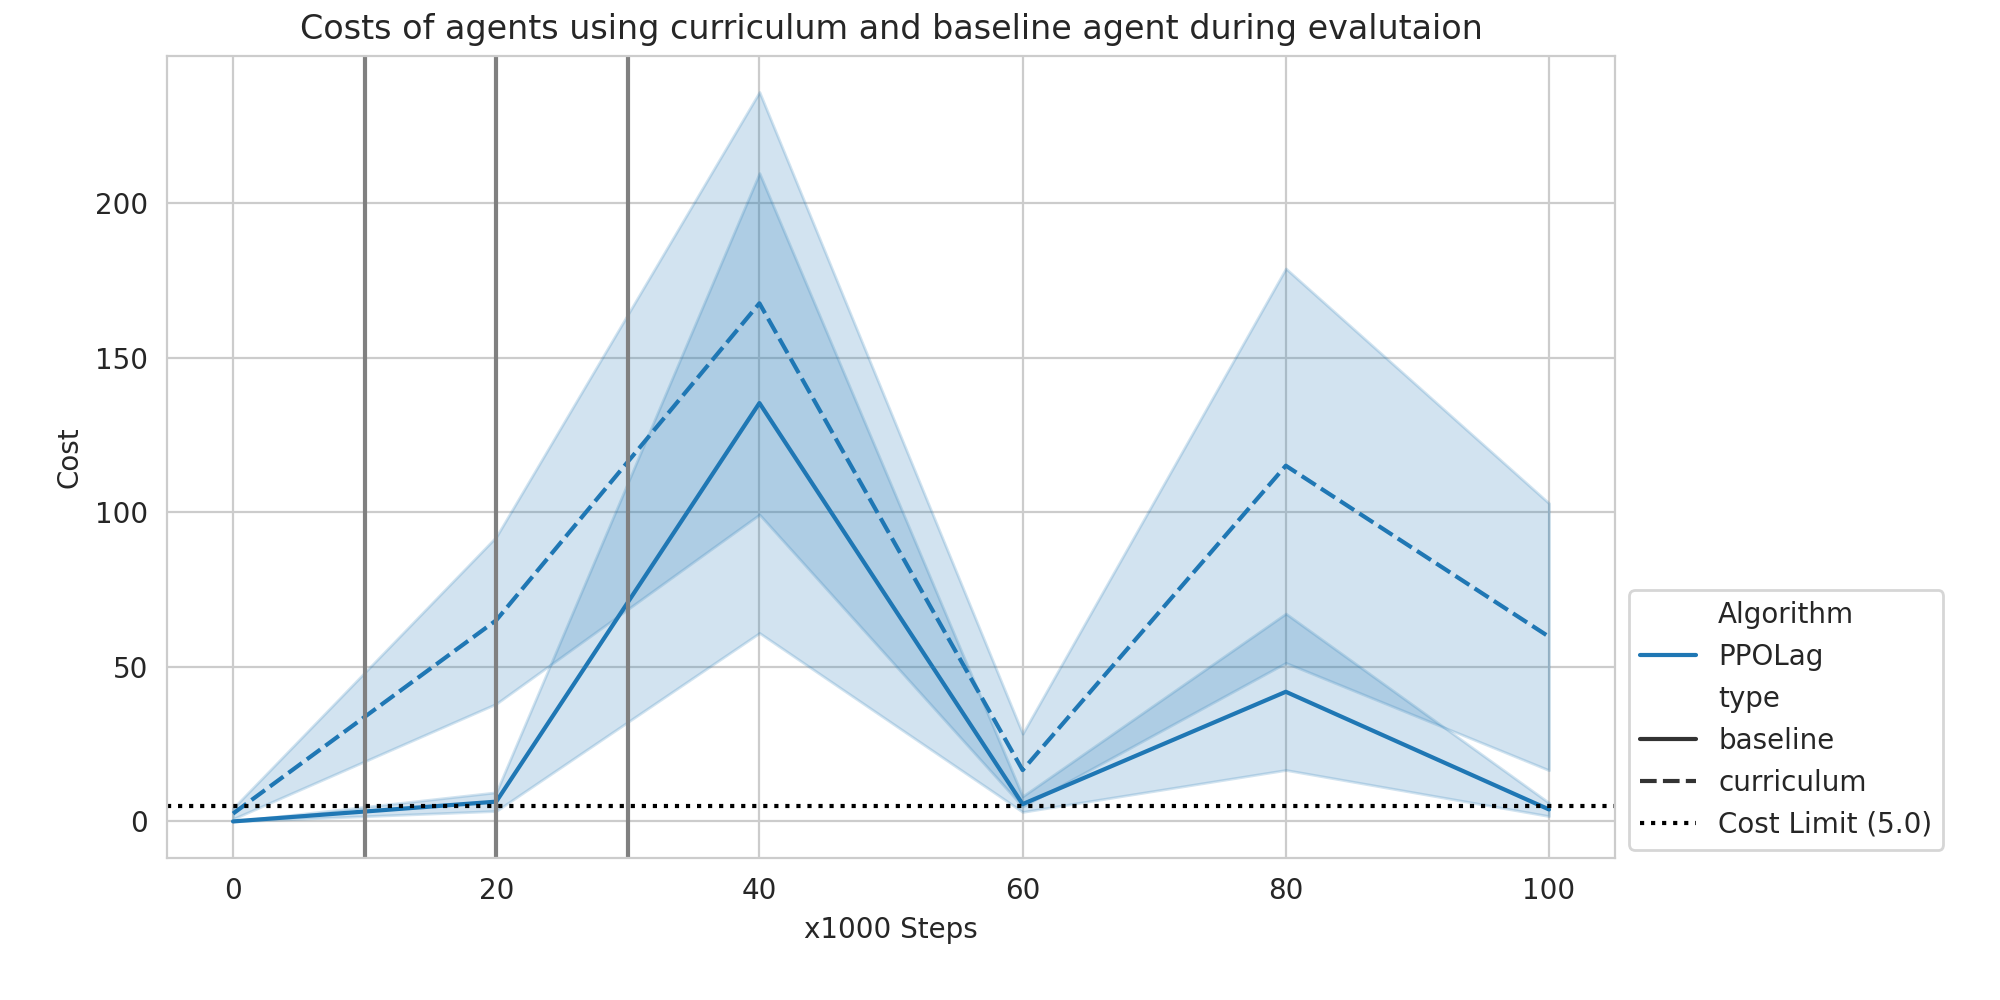 Costs of agents using curriculum and baseline agent during evalutaion
200
150
100
50
0
Cost
0 20 40 60 80 100
x1000 Steps
Algorithm
PPOLag
type
baseline
curriculum
Cost Limit (5.0)